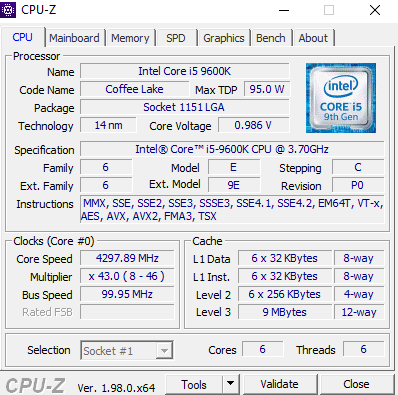 CPU-Z
CPU Mainboard Memory SPD Graphics Bench About
Processor
Name Intel Core i5 9600K
Code Name Coffee Lake Max TDP 95.0 W
Package Socket 1151 LGA
Technology 14 nm Core Voltage 0.986 V
intel
CORE i5
9th Gen
Specification Intel® Core™ i5-9600K CPU @ 3.70GHz
Family 6 Model E Stepping C
Ext. Family 6 Ext. Model 9E Revision P0
Instructions MMX, SSE, SSE2, SSE3, SSSE3, SSE4.1, SSE4.2, EM64T, VT-x,
AES, AVX, AVX2, FMA3, TSX
Clocks (Core #0)
Core Speed 4297.89 MHz
Multiplier x 43.0 ( 8 - 46 )
Bus Speed 99.95 MHz
Rated FSB
Cache
L1 Data 6 x 32 KBytes 8-way
L1 Inst. 6 x 32 KBytes 8-way
Level 2 6 x 256 KBytes 4-way
Level 3 9 MBytes 12-way
Selection Socket #1 Cores 6 Threads 6
CPU-Z Ver. 1.98.0.x64 Tools Validate Close